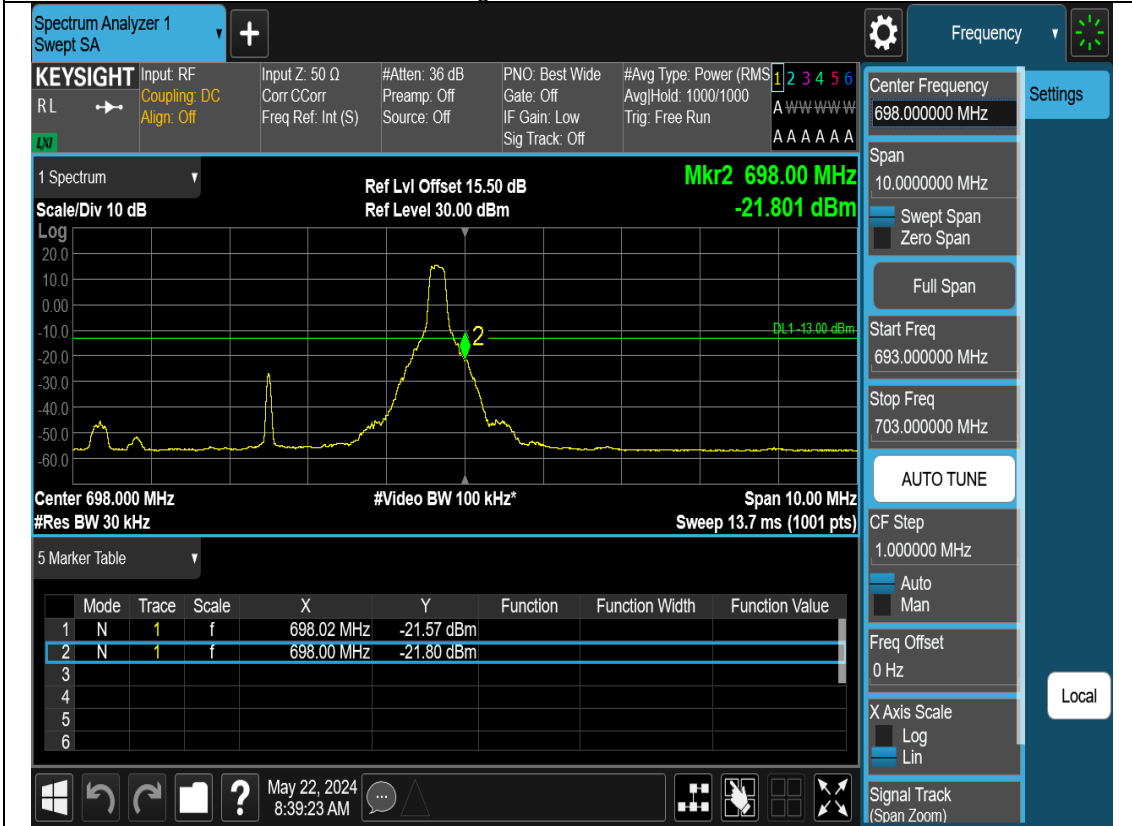 Spectrum Analyzer 1
Swept SA
+
Frequency
KEYSIGHT
RL
LXI
Input: RF
Coupling: DC
Align: Off
Input Z: 50 Ω
Corr CCorr
Freq Ref: Int (S)
#Atten: 36 dB
Preamp: Off
Source: Off
PNO: Best Wide
Gate: Off
IF Gain: Low
Sig Track: Off
#Avg Type: Power (RMS
Avg|Hold: 1000/1000
Trig: Free Run
1 2 3 4 5 6
A W W W W W
A A A A A A
1 Spectrum
Scale/Div 10 dB
Log
Ref Lvl Offset 15.50 dB
Ref Level 30.00 dBm
Mkr2 698.00 MHz
-21.801 dBm
20.0
10.0
0.00
-10.0
-20.0
-30.0
-40.0
-50.0
-60.0
2
DL1 -13.00 dBm
Center 698.000 MHz
#Video BW 100 kHz*
Span 10.00 MHz
#Res BW 30 kHz
Sweep 13.7 ms (1001 pts)
5 Marker Table
Mode Trace Scale X Y Function Function Width Function Value
1 N 1 f 698.02 MHz -21.57 dBm
2 N 1 f 698.00 MHz -21.80 dBm
3
4
5
6
?
May 22, 2024
8:39:23 AM
Center Frequency
698.000000 MHz
Settings
Span
10.0000000 MHz
Swept Span
Zero Span
Full Span
Start Freq
693.000000 MHz
Stop Freq
703.000000 MHz
AUTO TUNE
CF Step
1.000000 MHz
Auto
Man
Freq Offset
0 Hz
Local
X Axis Scale
Log
Lin
Signal Track
(Span Zoom)